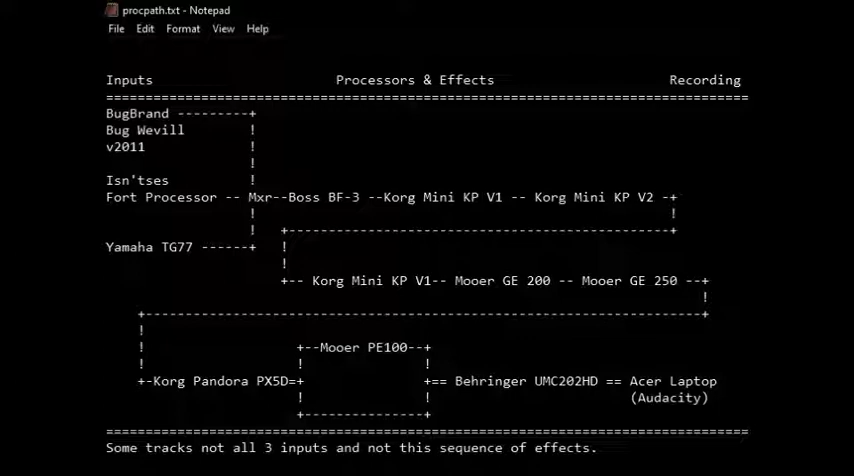 procpath.txt - Notepad
File Edit Format View Help
Inputs Processors & Effects Recording
==================================================================================
BugBrand ---------+
Bug Wevill !
v2011 !
!
Isn'tses !
Fort Processor -- Mxr--Boss BF-3 --Korg Mini KP V1 -- Korg Mini KP V2 -+
! !
! +-------------------------------------------------+
Yamaha TG77 ------+ !
!
+-- Korg Mini KP V1-- Mooer GE 200 -- Mooer GE 250 --+
!
+-----------------------------------------------------------------------+
!
! +--Mooer PE100--+
! ! !
+-Korg Pandora PX5D=+ +== Behringer UMC202HD == Acer Laptop
! ! (Audacity)
+---------------+
==================================================================================
Some tracks not all 3 inputs and not this sequence of effects.